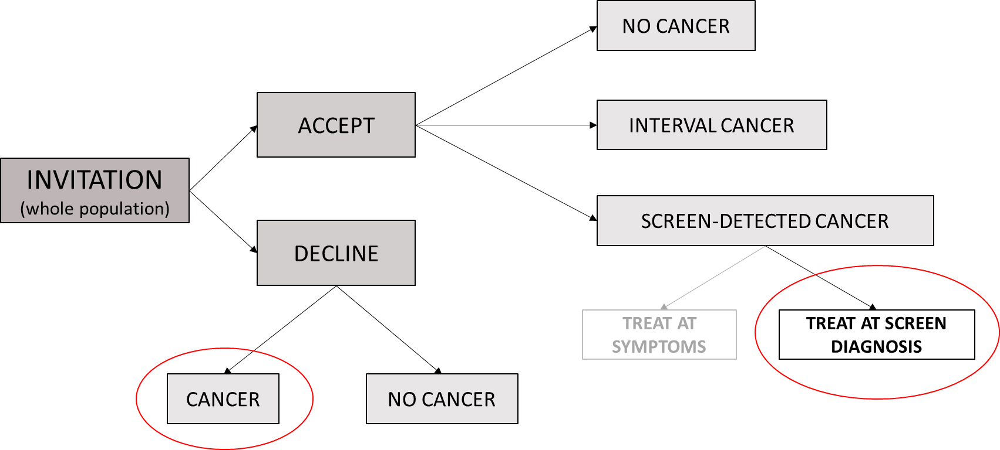 INVITATION
(whole population)
ACCEPT
DECLINE
CANCER
NO CANCER
NO CANCER
INTERVAL CANCER
SCREEN-DETECTED CANCER
TREAT AT
SYMPTOMS
TREAT AT SCREEN
DIAGNOSIS